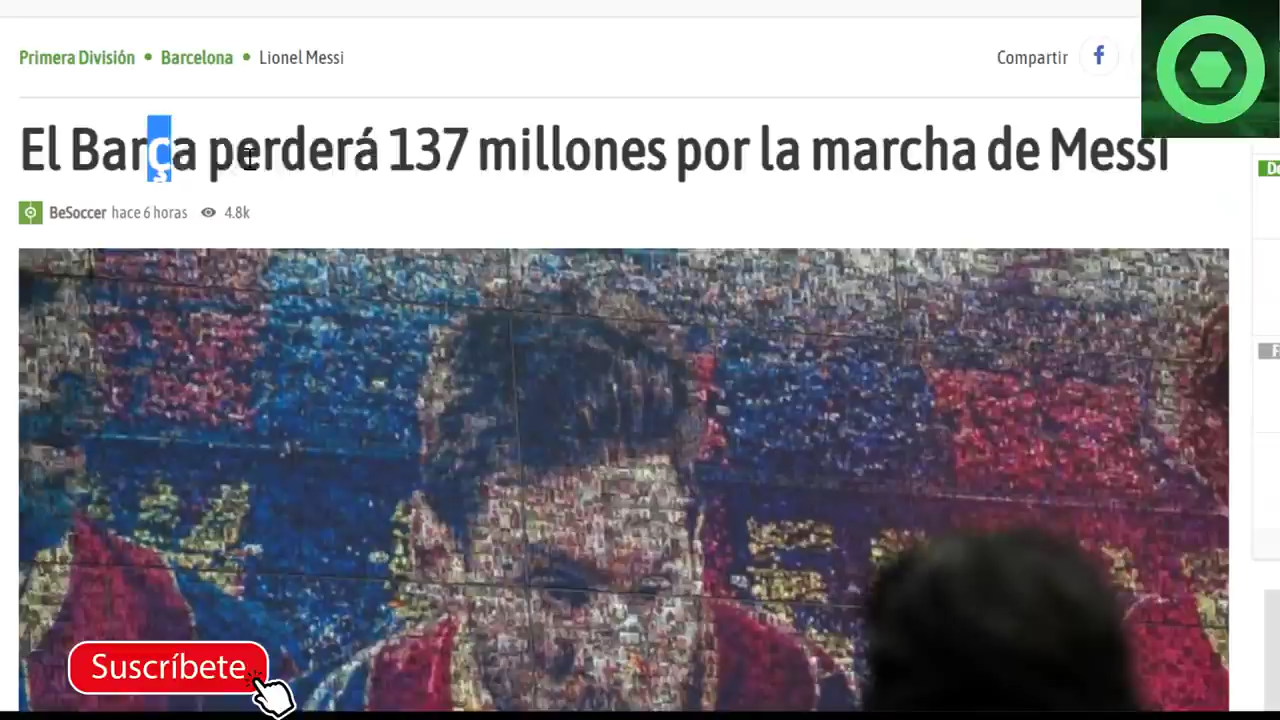 Primera División • Barcelona • Lionel Messi
Compartir
El Barça perderá 137 millones por la marcha de Messi
BeSoccer hace 6 horas 4.8k
Suscríbete